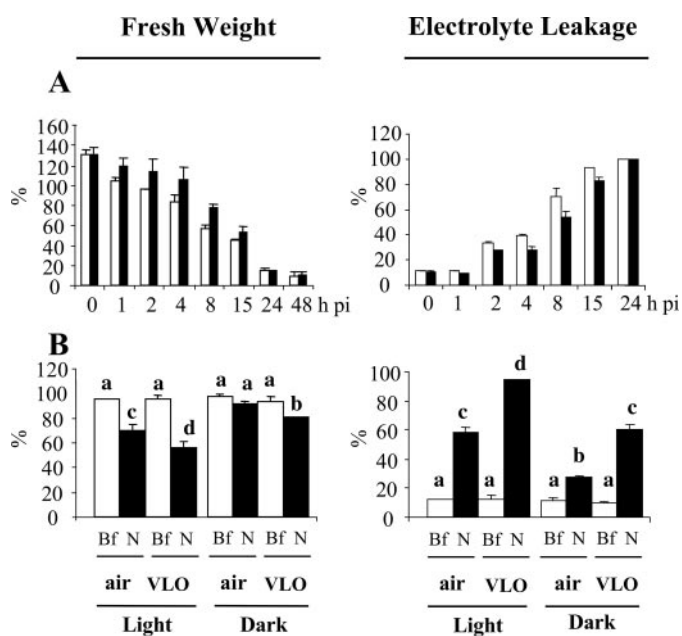 Fresh Weight Electrolyte Leakage
A
160
140
120
100
80
60
40
20
0
%
0 1 2 4 8 15 24 48 h pi
120
100
80
60
40
20
%
0 1 2 4 8 15 24 h pi
B
120
100
80
60
40
20
0
%
a c a d a a a b
Bf N Bf N Bf N Bf N
air VLO air VLO
Light Dark
100
80
60
40
20
0
%
a c a d a b a c
Bf N Bf N Bf N Bf N
air VLO air VLO
Light Dark